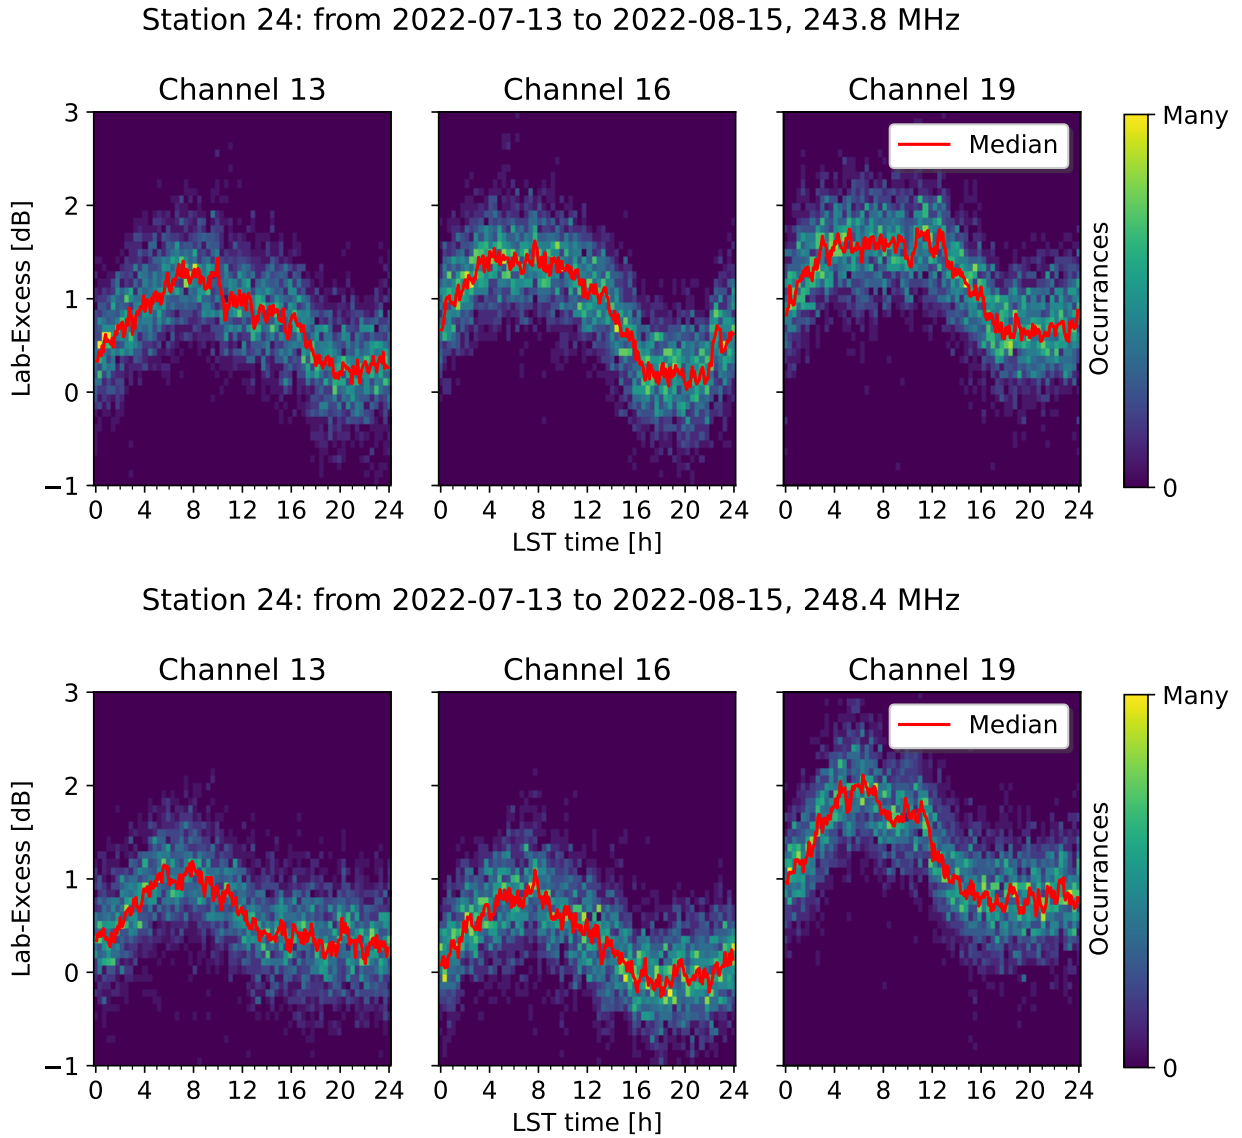 Station 24: from 2022-07-13 to 2022-08-15, 243.8 MHz
Channel 13
Channel 16
Channel 19
3
2
1
0
−1
Lab-Excess [dB]
Median
Many
0
Occurrances
0 4 8 12 16 20 24
0 4 8 12 16 20 24
0 4 8 12 16 20 24
LST time [h]
Station 24: from 2022-07-13 to 2022-08-15, 248.4 MHz
Channel 13
Channel 16
Channel 19
3
2
1
0
−1
Lab-Excess [dB]
Median
Many
0
Occurrances
0 4 8 12 16 20 24
0 4 8 12 16 20 24
0 4 8 12 16 20 24
LST time [h]